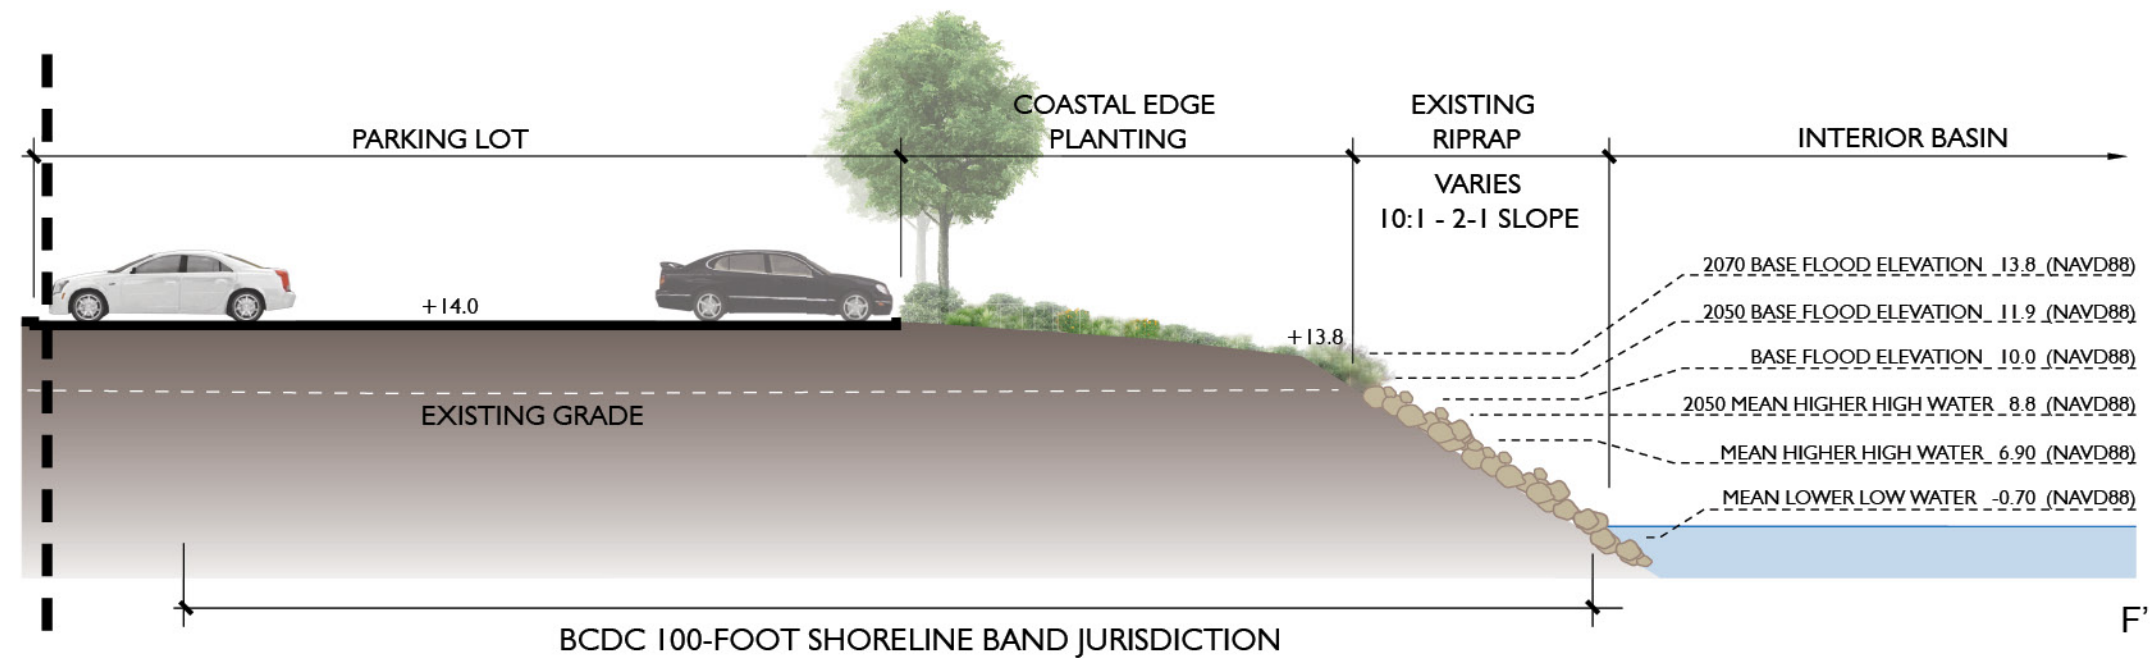 PARKING LOT
COASTAL EDGE
PLANTING
EXISTING
RIPRAP
VARIES
10:1 - 2-1 SLOPE
INTERIOR BASIN
+14.0
+13.8
2070 BASE FLOOD ELEVATION 13.8 (NAVD88)
2050 BASE FLOOD ELEVATION 11.9 (NAVD88)
BASE FLOOD ELEVATION 10.0 (NAVD88)
2050 MEAN HIGHER HIGH WATER 8.8 (NAVD88)
MEAN HIGHER HIGH WATER 6.90 (NAVD88)
MEAN LOWER LOW WATER -0.70 (NAVD88)
EXISTING GRADE
BCDC 100-FOOT SHORELINE BAND JURISDICTION
F'